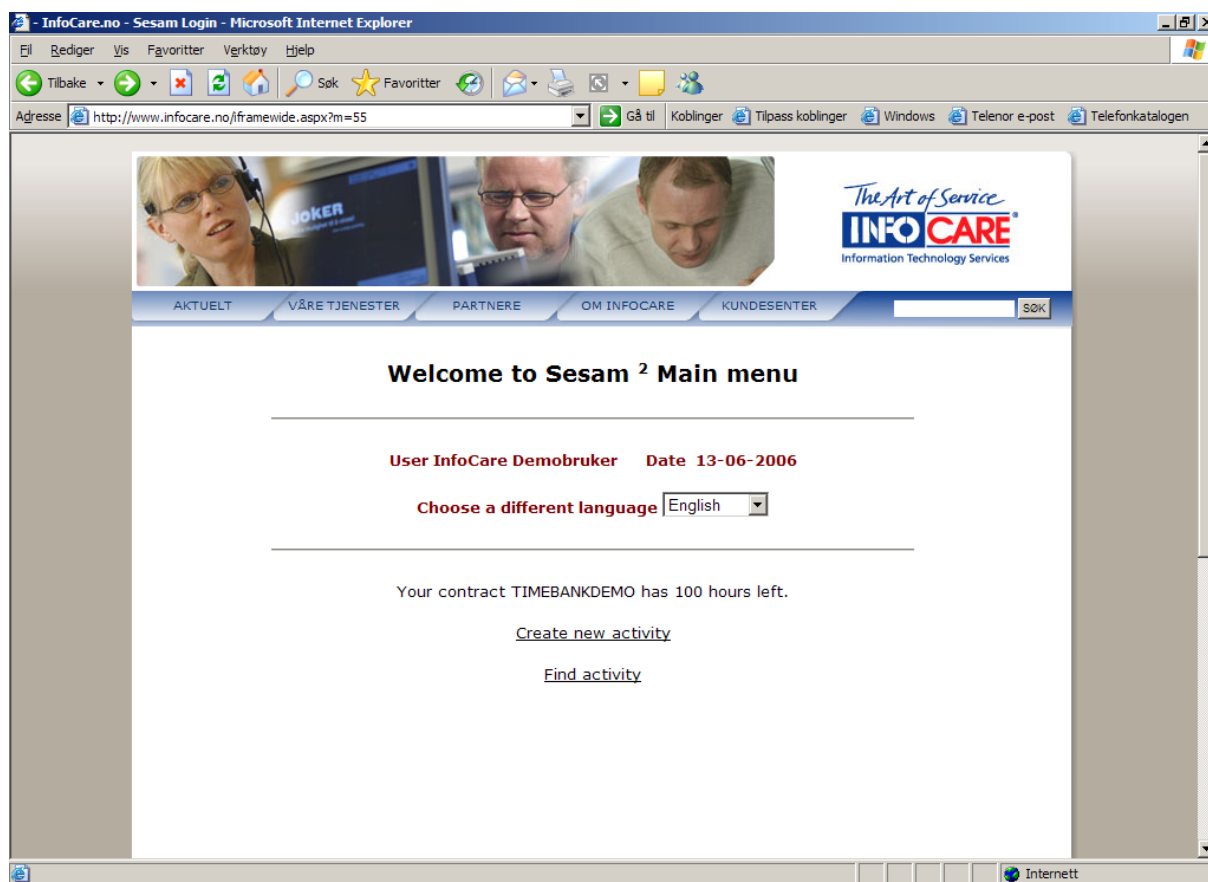 - InfoCare.no - Sesam Login - Microsoft Internet Explorer
Fil Rediger Vis Favoritter Verktøy Hjelp
Tilbake Søk Favoritter
Adresse http://www.infocare.no/iframewide.aspx?m=55 Gå til Koblinger Tilpass koblinger Windows Telenor e-post Telefonkatalogen
JOKER
The Art of Service
INFO CARE®
Information Technology Services
AKTUELT VÅRE TJENESTER PARTNERE OM INFOCARE KUNDESENTER SØK
Welcome to Sesam ² Main menu
User InfoCare Demobruker Date 13-06-2006
Choose a different language English
Your contract TIMEBANKDEMO has 100 hours left.
Create new activity
Find activity
Internett